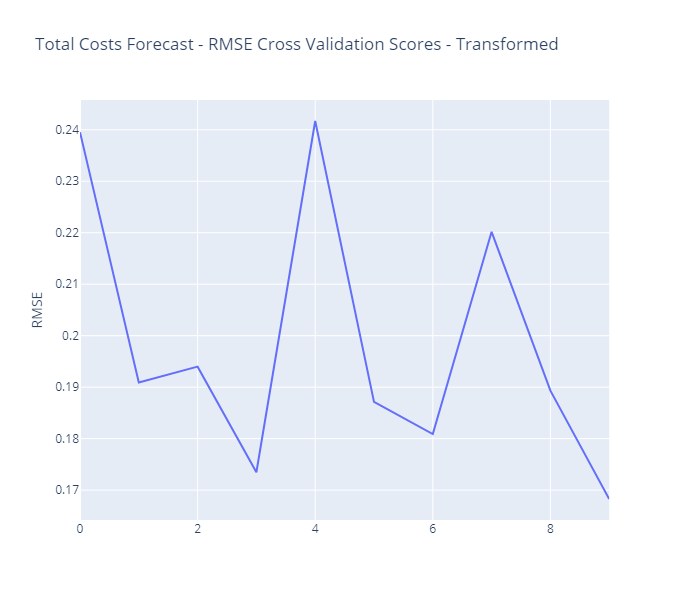 Total Costs Forecast - RMSE Cross Validation Scores - Transformed
0.24
0.23
0.22
0.21
0.2
0.19
0.18
0.17
RMSE
0 2 4 6 8